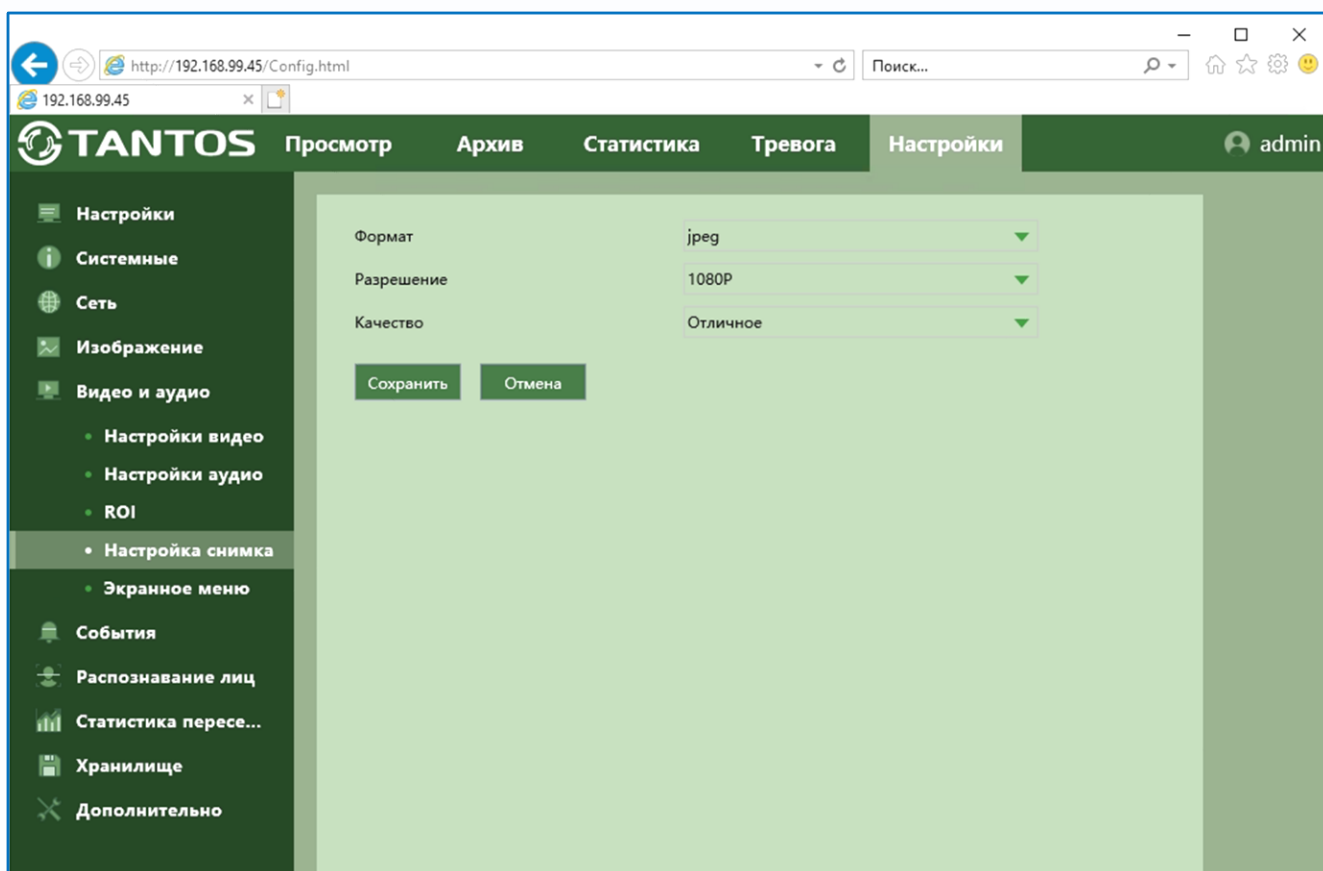 http://192.168.99.45/Config.html
Поиск...
192.168.99.45
TANTOS Просмотр Архив Статистика Тревога Настройки admin
Настройки
Системные
Сеть
Изображение
Видео и аудио
Настройки видео
Настройки аудио
ROI
Настройка снимка
Экранное меню
События
Распознавание лиц
Статистика пересе...
Хранилище
Дополнительно
Формат jpeg
Разрешение 1080P
Качество Отличное
Сохранить Отмена